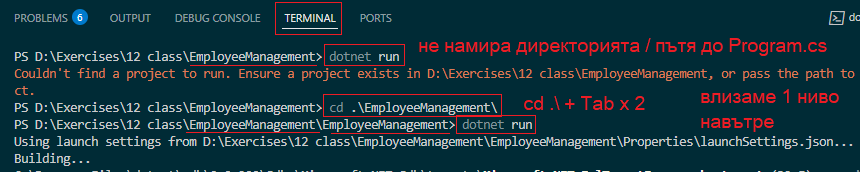 PROBLEMS 6 OUTPUT DEBUG CONSOLE TERMINAL PORTS do
PS D:\Exercises\12 class\EmployeeManagement> dotnet run не намира директорията / пътя до Program.cs
Couldn't find a project to run. Ensure a project exists in D:\Exercises\12 class\EmployeeManagement, or pass the path to
ct.
PS D:\Exercises\12 class\EmployeeManagement> cd .\EmployeeManagement\ cd .\ + Tab x 2 влизаме 1 ниво
PS D:\Exercises\12 class\EmployeeManagement\EmployeeManagement> dotnet run навътре
Using launch settings from D:\Exercises\12 class\EmployeeManagement\EmployeeManagement\Properties\launchSettings.json...
Building...